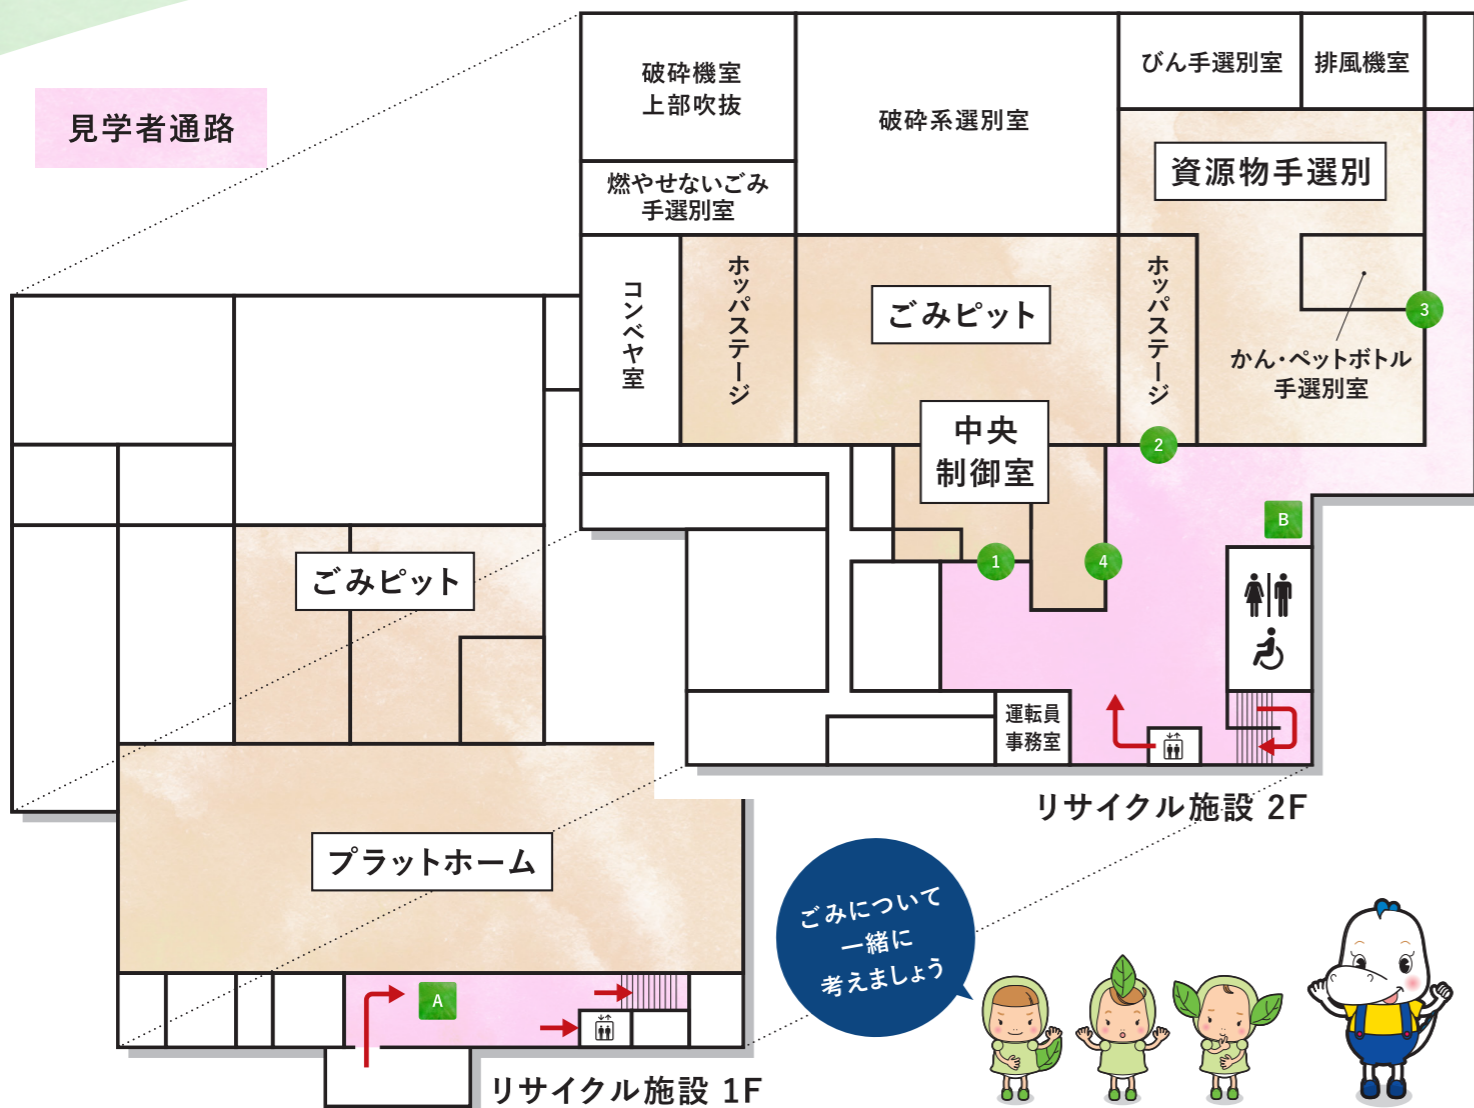 見学者通路
破砕機室
上部吹抜
破砕系選別室
びん手選別室
排風機室
燃やせないごみ
手選別室
資源物手選別
コンベヤ室
ホッパステージ
ごみピット
ホッパステージ
3
かん・ペットボトル
手選別室
中央
制御室
2
B
1
4
運転員
事務室
リサイクル施設 2F
ごみピット
プラットホーム
A
リサイクル施設 1F
ごみについて
一緒に
考えましょう